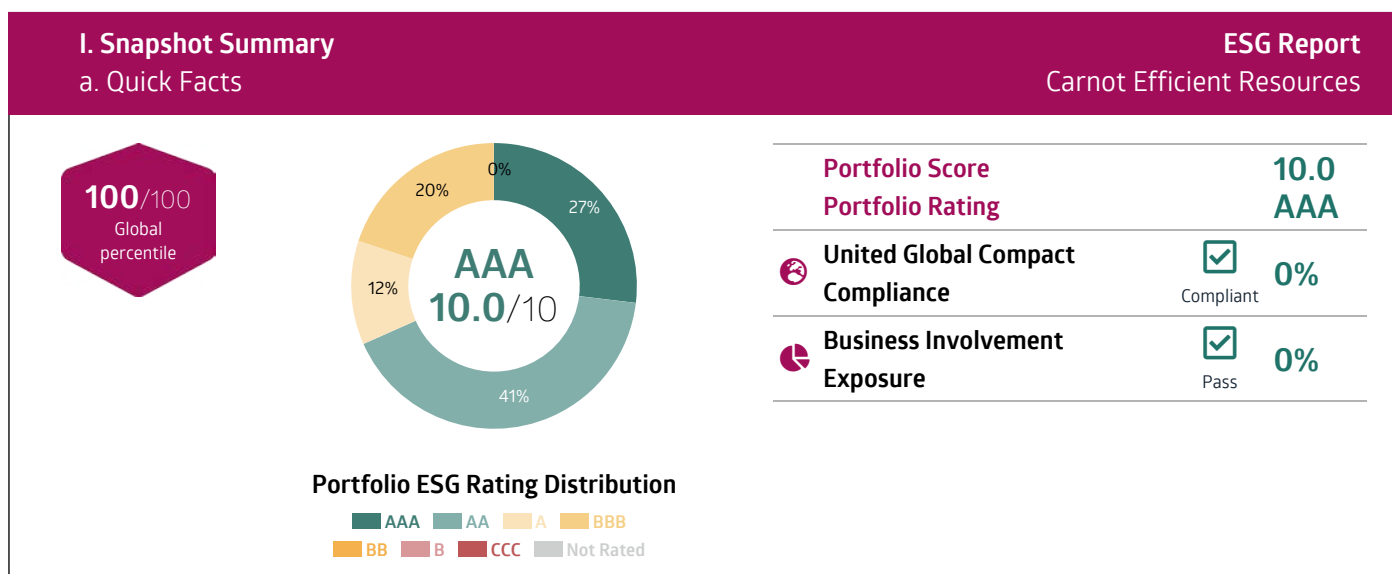 I. Snapshot Summary
a. Quick Facts
ESG Report
Carnot Efficient Resources
100/100
Global
percentile
0%
27%
20%
12%
41%
AAA
10.0/10
Portfolio ESG Rating Distribution
AAA AA A BBB
BB B CCC Not Rated
Portfolio Score 10.0
Portfolio Rating AAA
United Global Compact
Compliance
Compliant
0%
Business Involvement
Exposure
Pass
0%